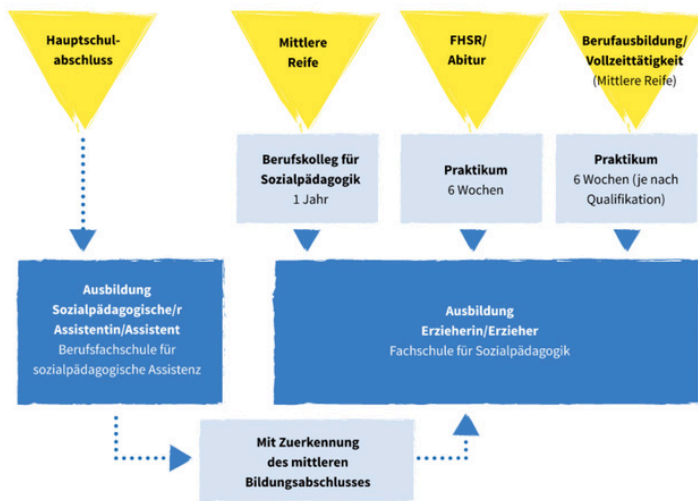 Hauptschul-
abschluss
Mittlere
Reife
FHSR/
Abitur
Berufausbildung/
Vollzeittätigkeit
(Mittlere Reife)
Berufskolleg für
Sozialpädagogik
1 Jahr
Praktikum
6 Wochen
Praktikum
6 Wochen (je nach
Qualifikation)
Ausbildung
Sozialpädagogische/r
Assistentin/Assistent
Berufsfachschule für
sozialpädagogische Assistenz
Ausbildung
Erzieherin/Erzieher
Fachschule für Sozialpädagogik
Mit Zuerkennung
des mittleren
Bildungsabschlusses